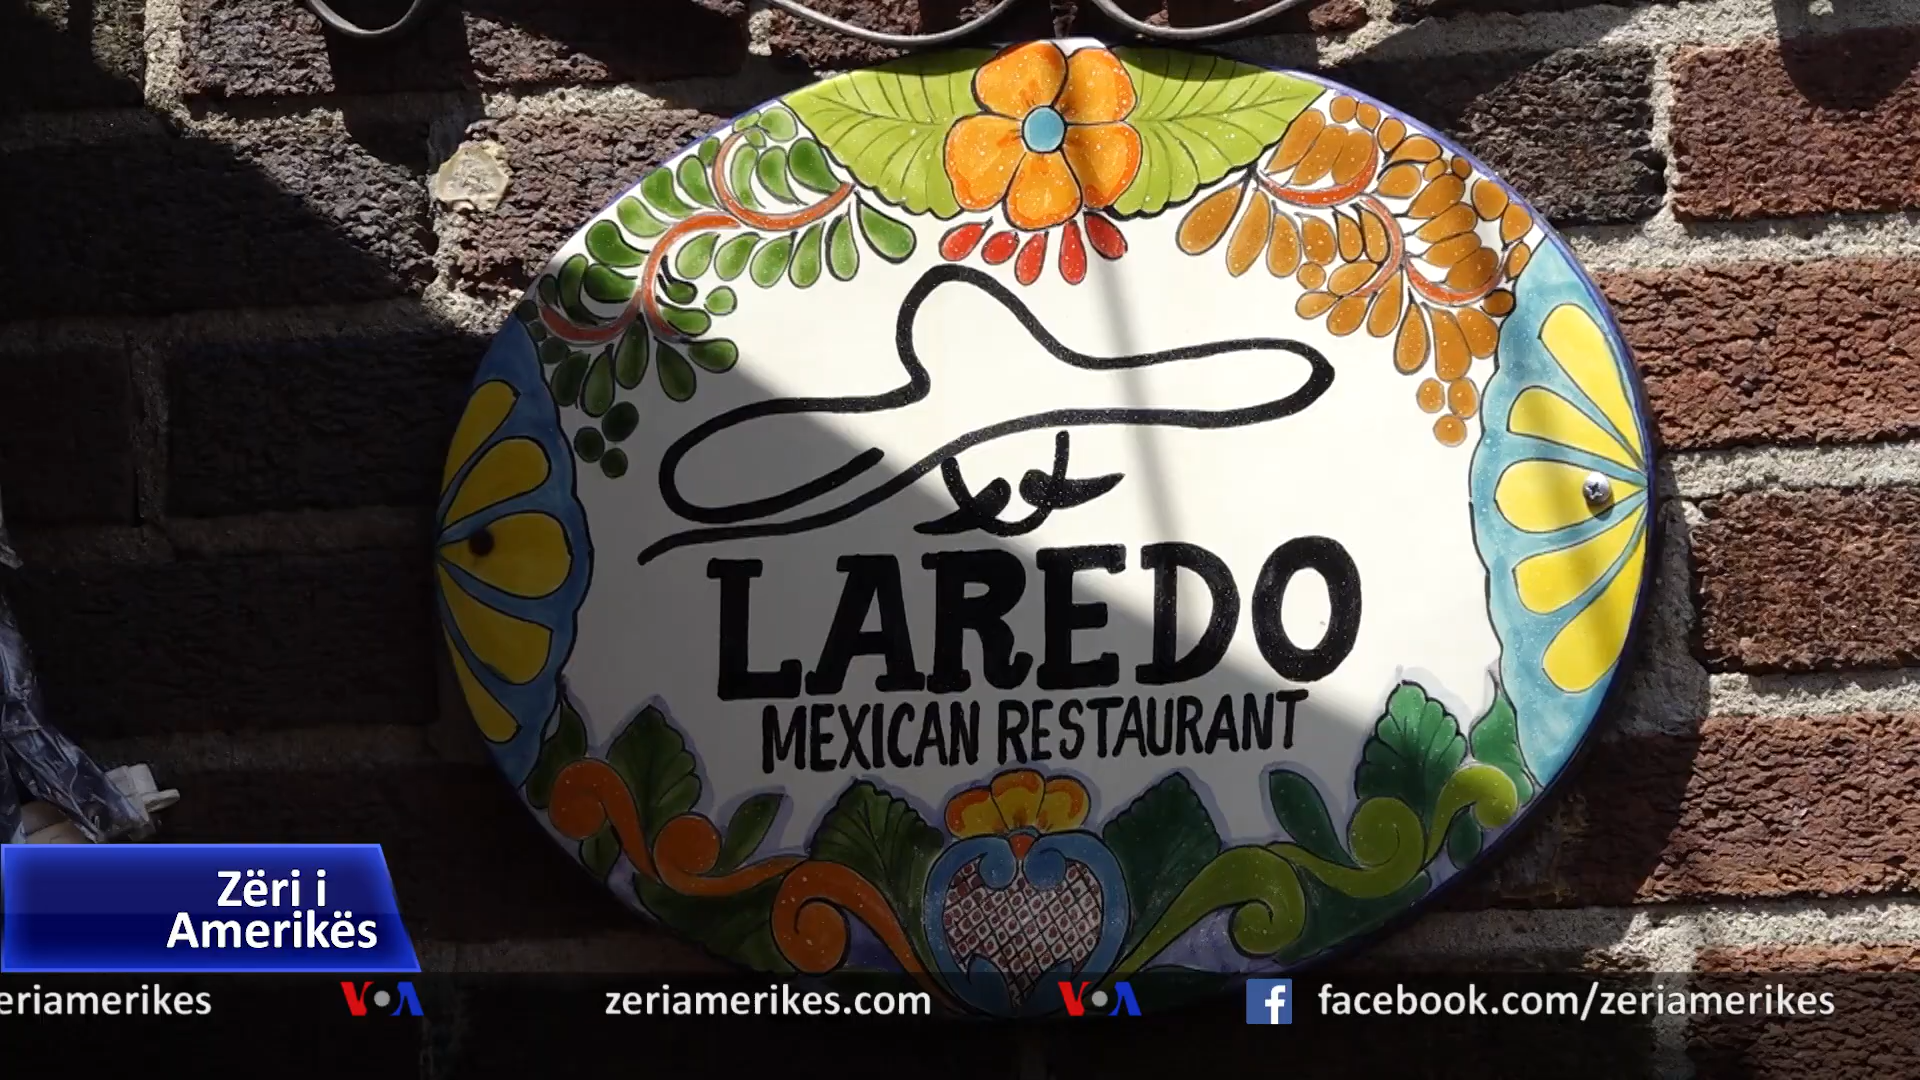 LAREDO
MEXICAN RESTAURANT
Zëri i
Amerikës
eriamerikes VOA zeriamerikes.com VOA facebook.com/zeriamerikes